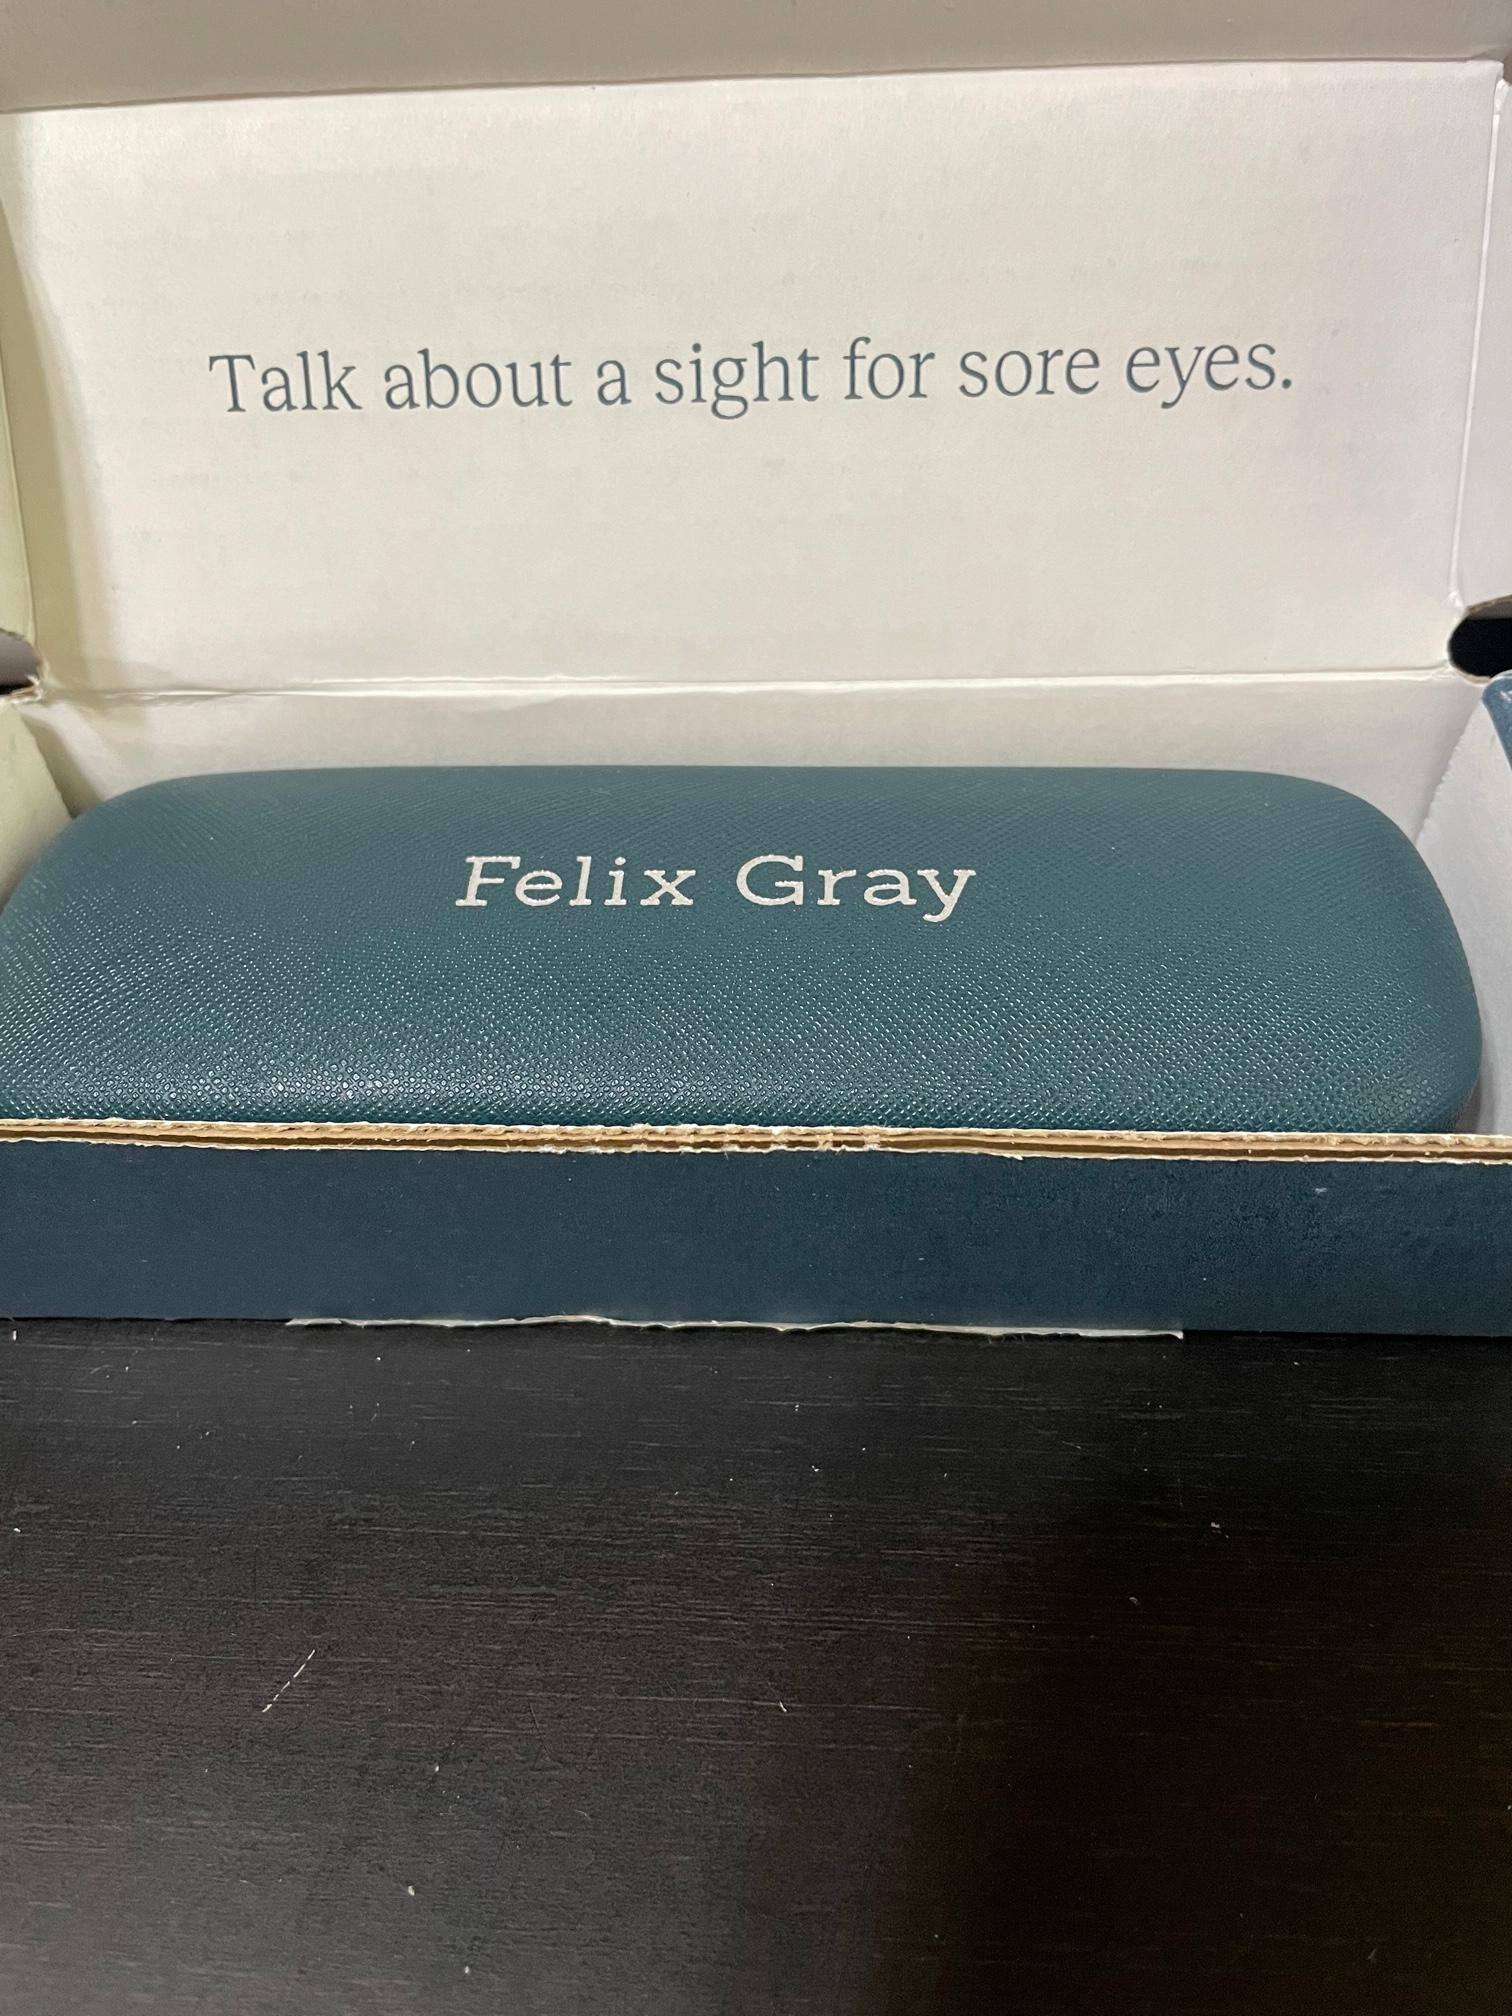 Talk about a sight for sore eyes.
Felix Gray